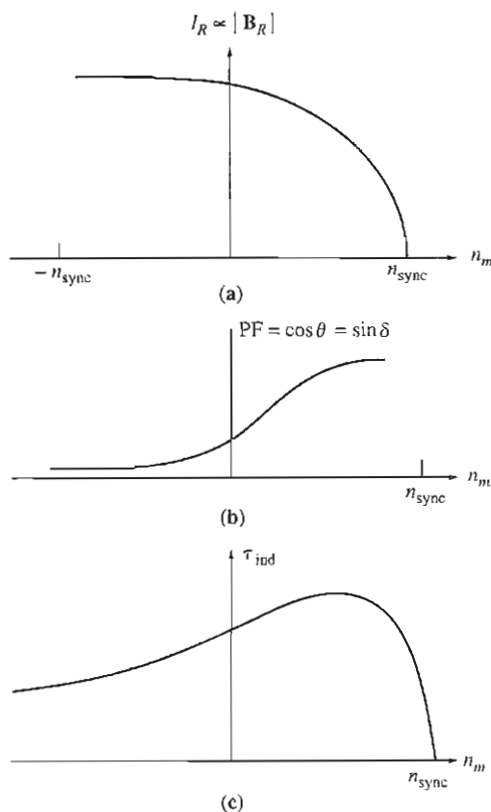 I_R ∝ |B_R|
− n_sync
n_sync
n_m
(a)
PF = cos θ = sin δ
n_sync
n_m
(b)
τ_ind
n_sync
n_m
(c)